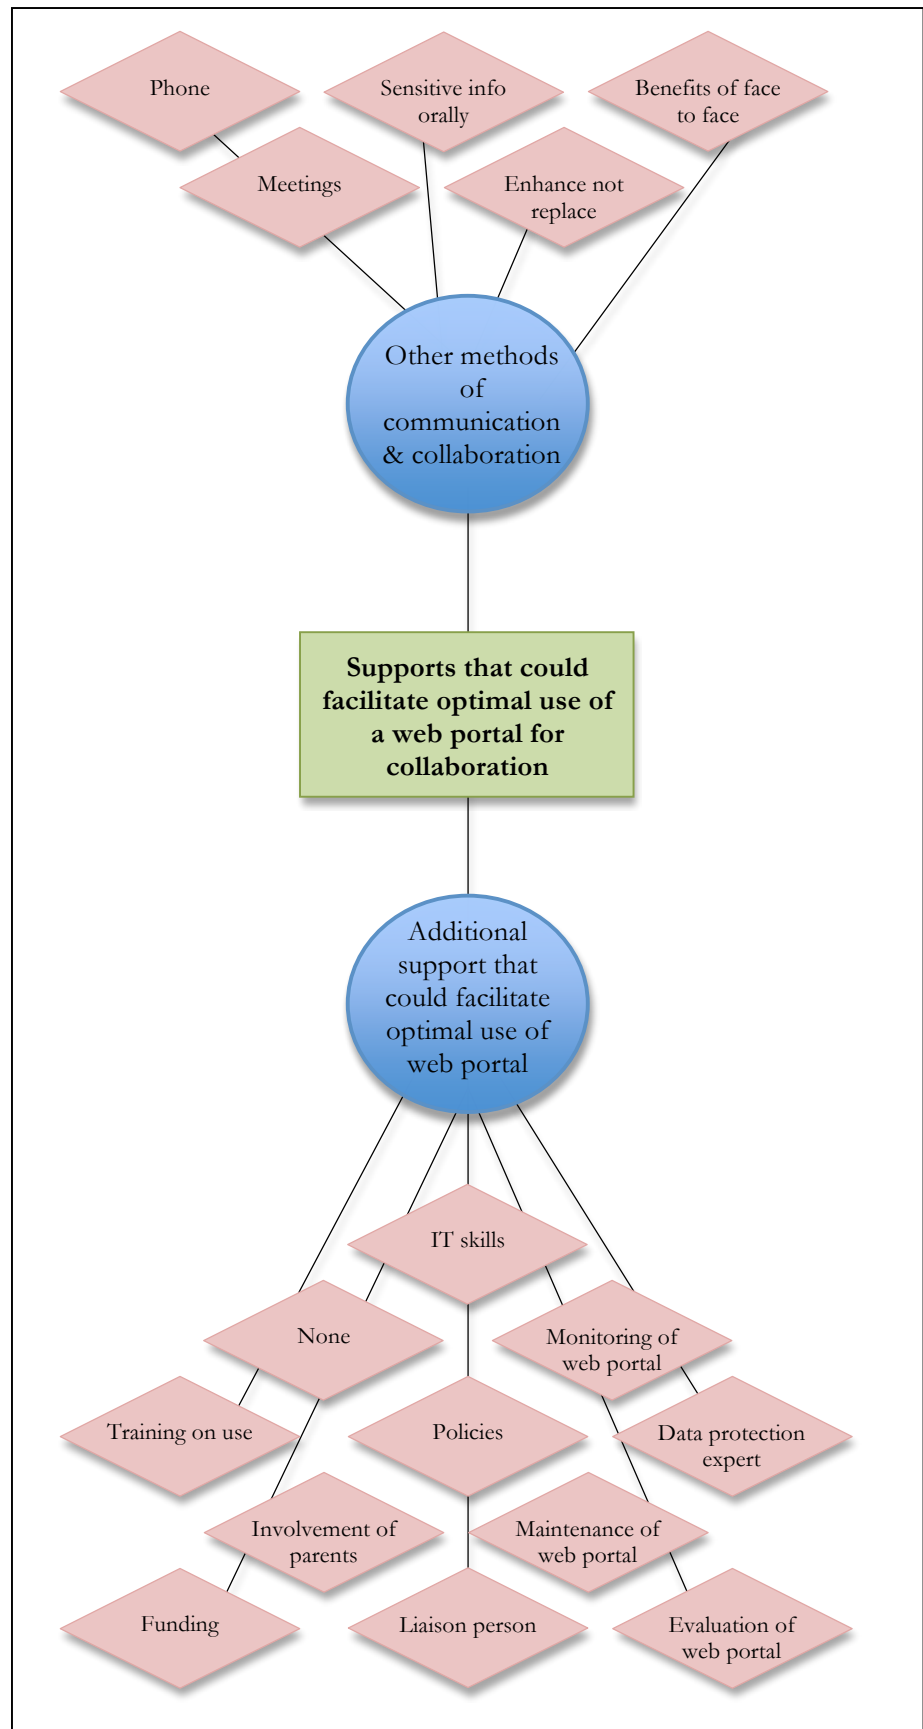 Phone
Sensitive info
orally
Benefits of face
to face
Meetings
Enhance not
replace
Other methods
of
communication
& collaboration
Supports that could
facilitate optimal use of
a web portal for
collaboration
Additional
support that
could facilitate
optimal use of
web portal
IT skills
None
Monitoring of
web portal
Training on use
Policies
Data protection
expert
Involvement of
parents
Maintenance of
web portal
Funding
Liaison person
Evaluation of
web portal